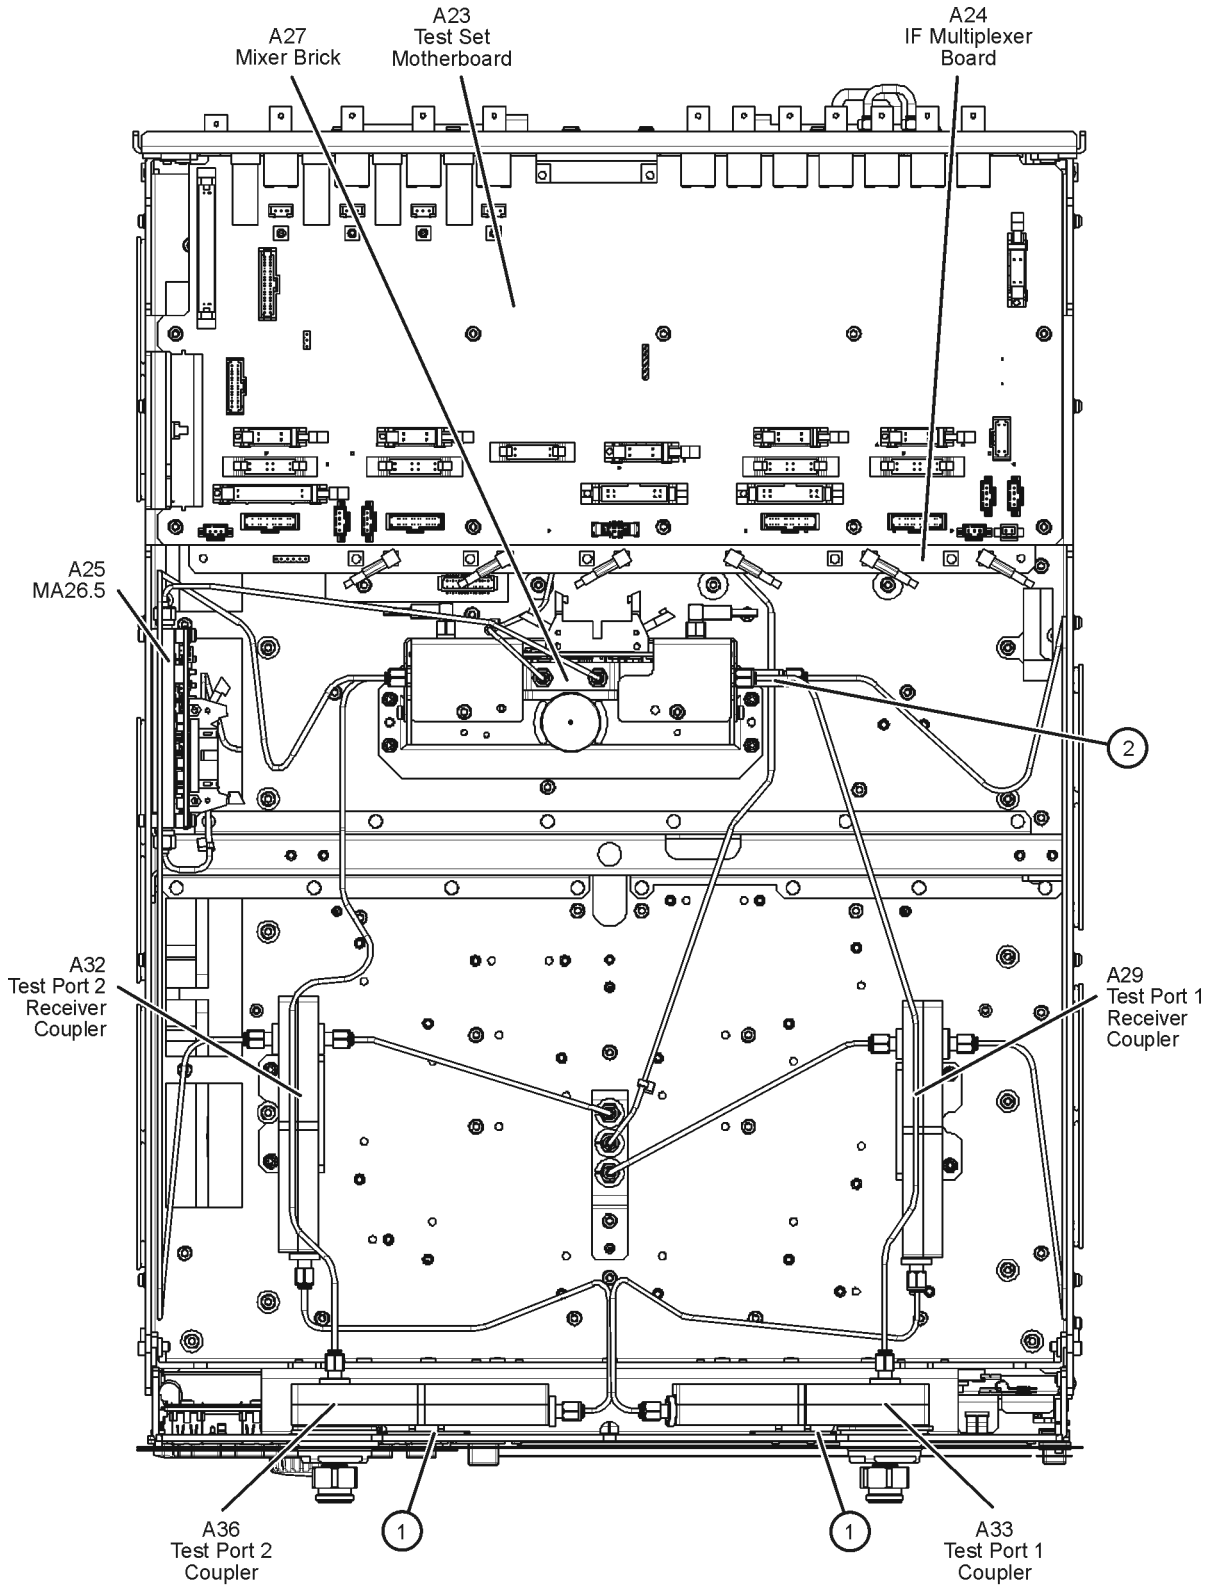 A27
Mixer Brick
A23
Test Set
Motherboard
A24
IF Multiplexer
Board
A25
MA26.5
2
A32
Test Port 2
Receiver
Coupler
A29
Test Port 1
Receiver
Coupler
A36
Test Port 2
Coupler
1
1
A33
Test Port 1
Coupler